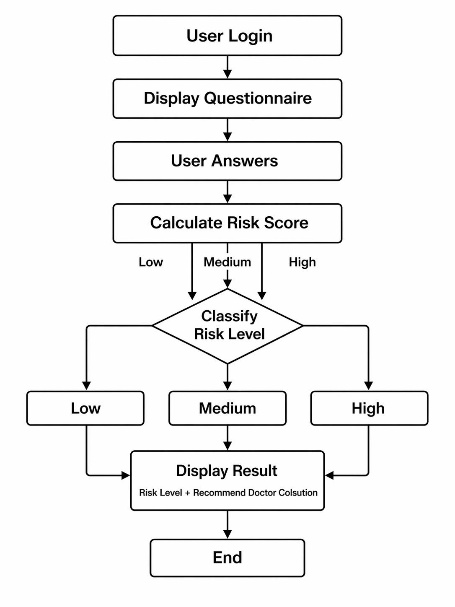 User Login
Display Questionnaire
User Answers
Calculate Risk Score
Low
Medium
High
Classify
Risk Level
Low
Medium
High
Display Result
Risk Level + Recommend Doctor Colsution
End